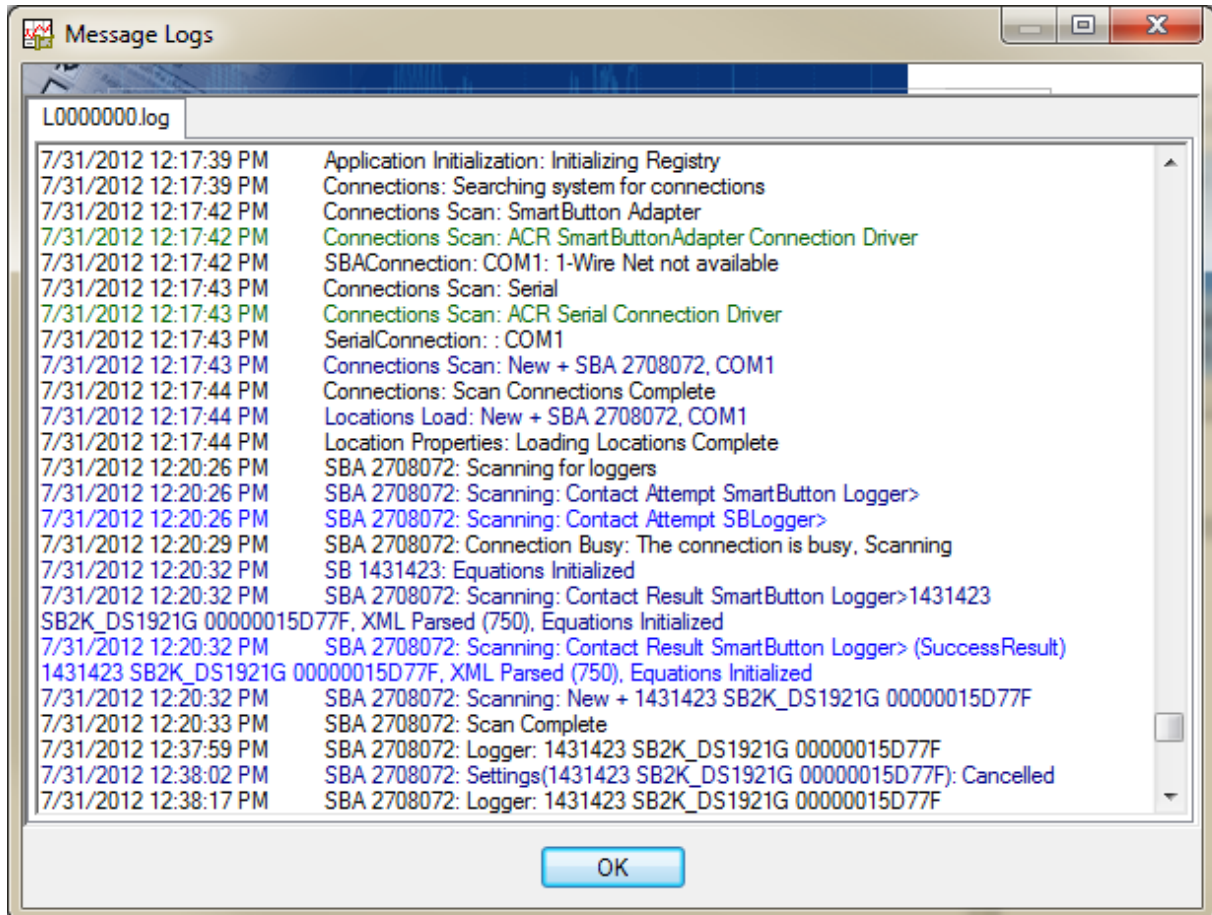 Message Logs
L0000000.log
7/31/2012 12:17:39 PM Application Initialization: Initializing Registry
7/31/2012 12:17:39 PM Connections: Searching system for connections
7/31/2012 12:17:42 PM Connections Scan: SmartButton Adapter
7/31/2012 12:17:42 PM Connections Scan: ACR SmartButtonAdapter Connection Driver
7/31/2012 12:17:42 PM SBAConnection: COM1: 1-Wire Net not available
7/31/2012 12:17:43 PM Connections Scan: Serial
7/31/2012 12:17:43 PM Connections Scan: ACR Serial Connection Driver
7/31/2012 12:17:43 PM SerialConnection: : COM1
7/31/2012 12:17:43 PM Connections Scan: New + SBA 2708072, COM1
7/31/2012 12:17:44 PM Connections: Scan Connections Complete
7/31/2012 12:17:44 PM Locations Load: New + SBA 2708072, COM1
7/31/2012 12:17:44 PM Location Properties: Loading Locations Complete
7/31/2012 12:20:26 PM SBA 2708072: Scanning for loggers
7/31/2012 12:20:26 PM SBA 2708072: Scanning: Contact Attempt SmartButton Logger>
7/31/2012 12:20:26 PM SBA 2708072: Scanning: Contact Attempt SBLogger>
7/31/2012 12:20:29 PM SBA 2708072: Connection Busy: The connection is busy, Scanning
7/31/2012 12:20:32 PM SB 1431423: Equations Initialized
7/31/2012 12:20:32 PM SBA 2708072: Scanning: Contact Result SmartButton Logger>1431423
SB2K_DS1921G 00000015D77F, XML Parsed (750), Equations Initialized
7/31/2012 12:20:32 PM SBA 2708072: Scanning: Contact Result SmartButton Logger> (SuccessResult)
1431423 SB2K_DS1921G 00000015D77F, XML Parsed (750), Equations Initialized
7/31/2012 12:20:32 PM SBA 2708072: Scanning: New + 1431423 SB2K_DS1921G 00000015D77F
7/31/2012 12:20:33 PM SBA 2708072: Scan Complete
7/31/2012 12:37:59 PM SBA 2708072: Logger: 1431423 SB2K_DS1921G 00000015D77F
7/31/2012 12:38:02 PM SBA 2708072: Settings(1431423 SB2K_DS1921G 00000015D77F): Cancelled
7/31/2012 12:38:17 PM SBA 2708072: Logger: 1431423 SB2K_DS1921G 00000015D77F
OK